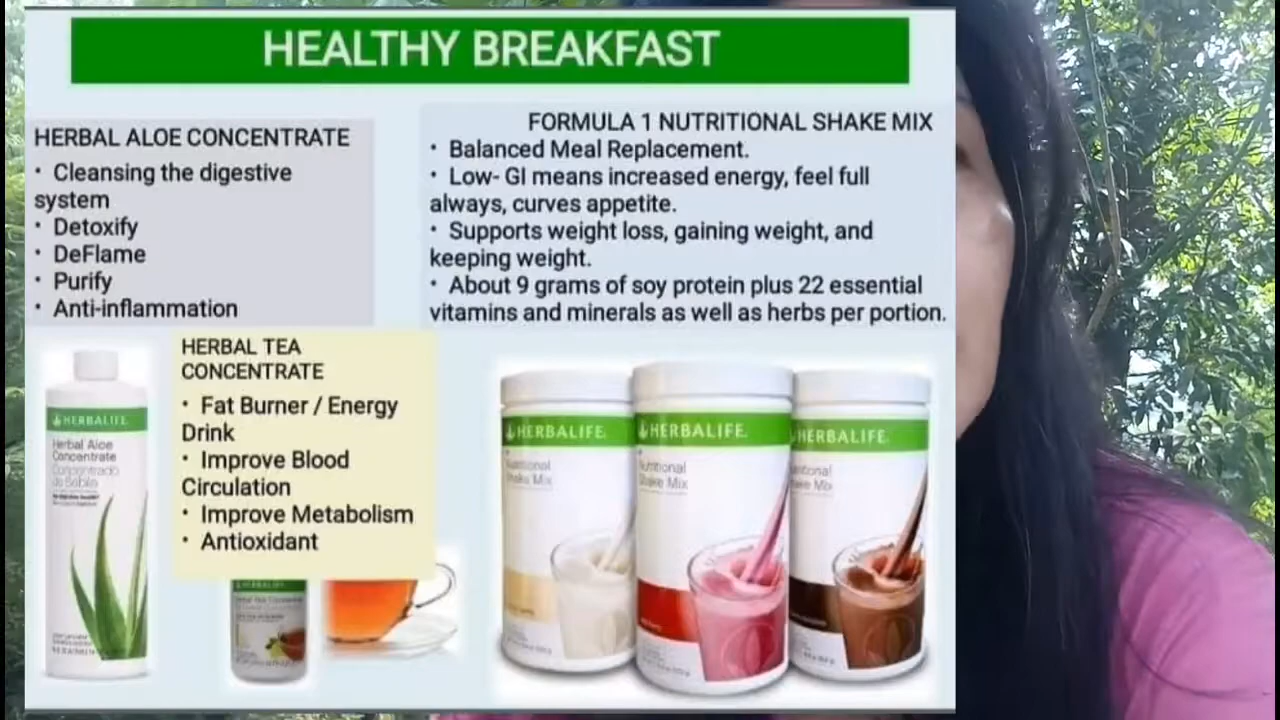 HEALTHY BREAKFAST
HERBAL ALOE CONCENTRATE
• Cleansing the digestive
system
• Detoxify
• DeFlame
• Purify
• Anti-inflammation
FORMULA 1 NUTRITIONAL SHAKE MIX
• Balanced Meal Replacement.
• Low- GI means increased energy, feel full
always, curves appetite.
• Supports weight loss, gaining weight, and
keeping weight.
• About 9 grams of soy protein plus 22 essential
vitamins and minerals as well as herbs per portion.
HERBAL TEA
CONCENTRATE
• Fat Burner / Energy
Drink
• Improve Blood
Circulation
• Improve Metabolism
• Antioxidant
HERBALIFE
Herbal Aloe
Concentrate
Concentrado
de Sábila
HERBALIFE
HERBALIFE.
Nutritional
Shake Mix
HERBALIFE.
Nutritional
Shake Mix
HERBALIFE.
Mix